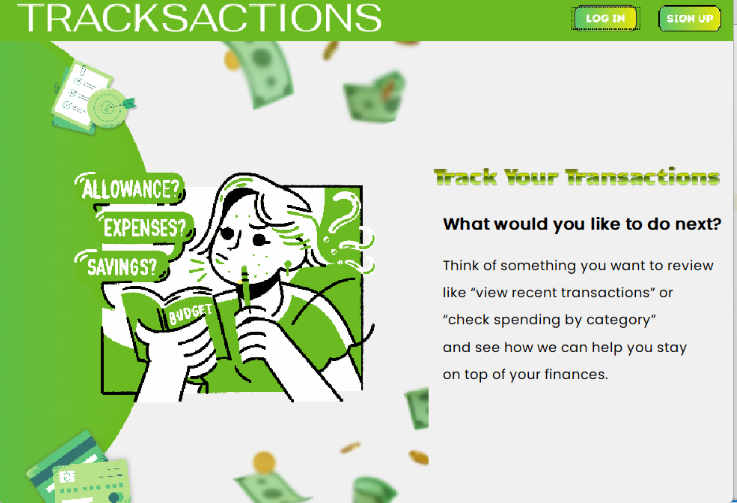 TRACKSACTIONS
LOG IN
SIGN UP
ALLOWANCE?
EXPENSES?
SAVINGS?
BUDGET
Track Your Transactions
What would you like to do next?
Think of something you want to review
like “view recent transactions” or
“check spending by category”
and see how we can help you stay
on top of your finances.